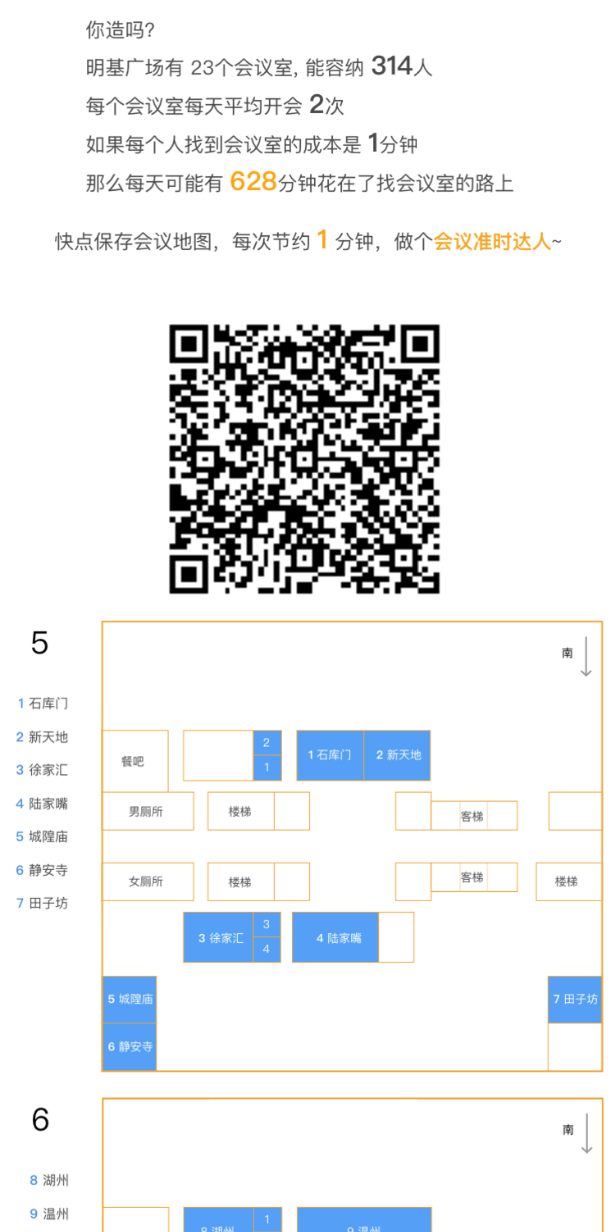 你造吗?
明基广场有 23个会议室, 能容纳 314人
每个会议室每天平均开会 2次
如果每个人找到会议室的成本是 1分钟
那么每天可能有 628分钟花在了找会议室的路上
快点保存会议地图，每次节约 1 分钟，做个会议准时达人~
5
南
1 石库门
2 新天地
3 徐家汇
4 陆家嘴
5 城隍庙
6 静安寺
7 田子坊
餐吧
2
1
1 石库门
2 新天地
男厕所
楼梯
客梯
女厕所
楼梯
客梯
楼梯
3 徐家汇
3
4
4 陆家嘴
5 城隍庙
7 田子坊
6 静安寺
6
南
8 湖州
9 温州
8 湖州
1
9 温州